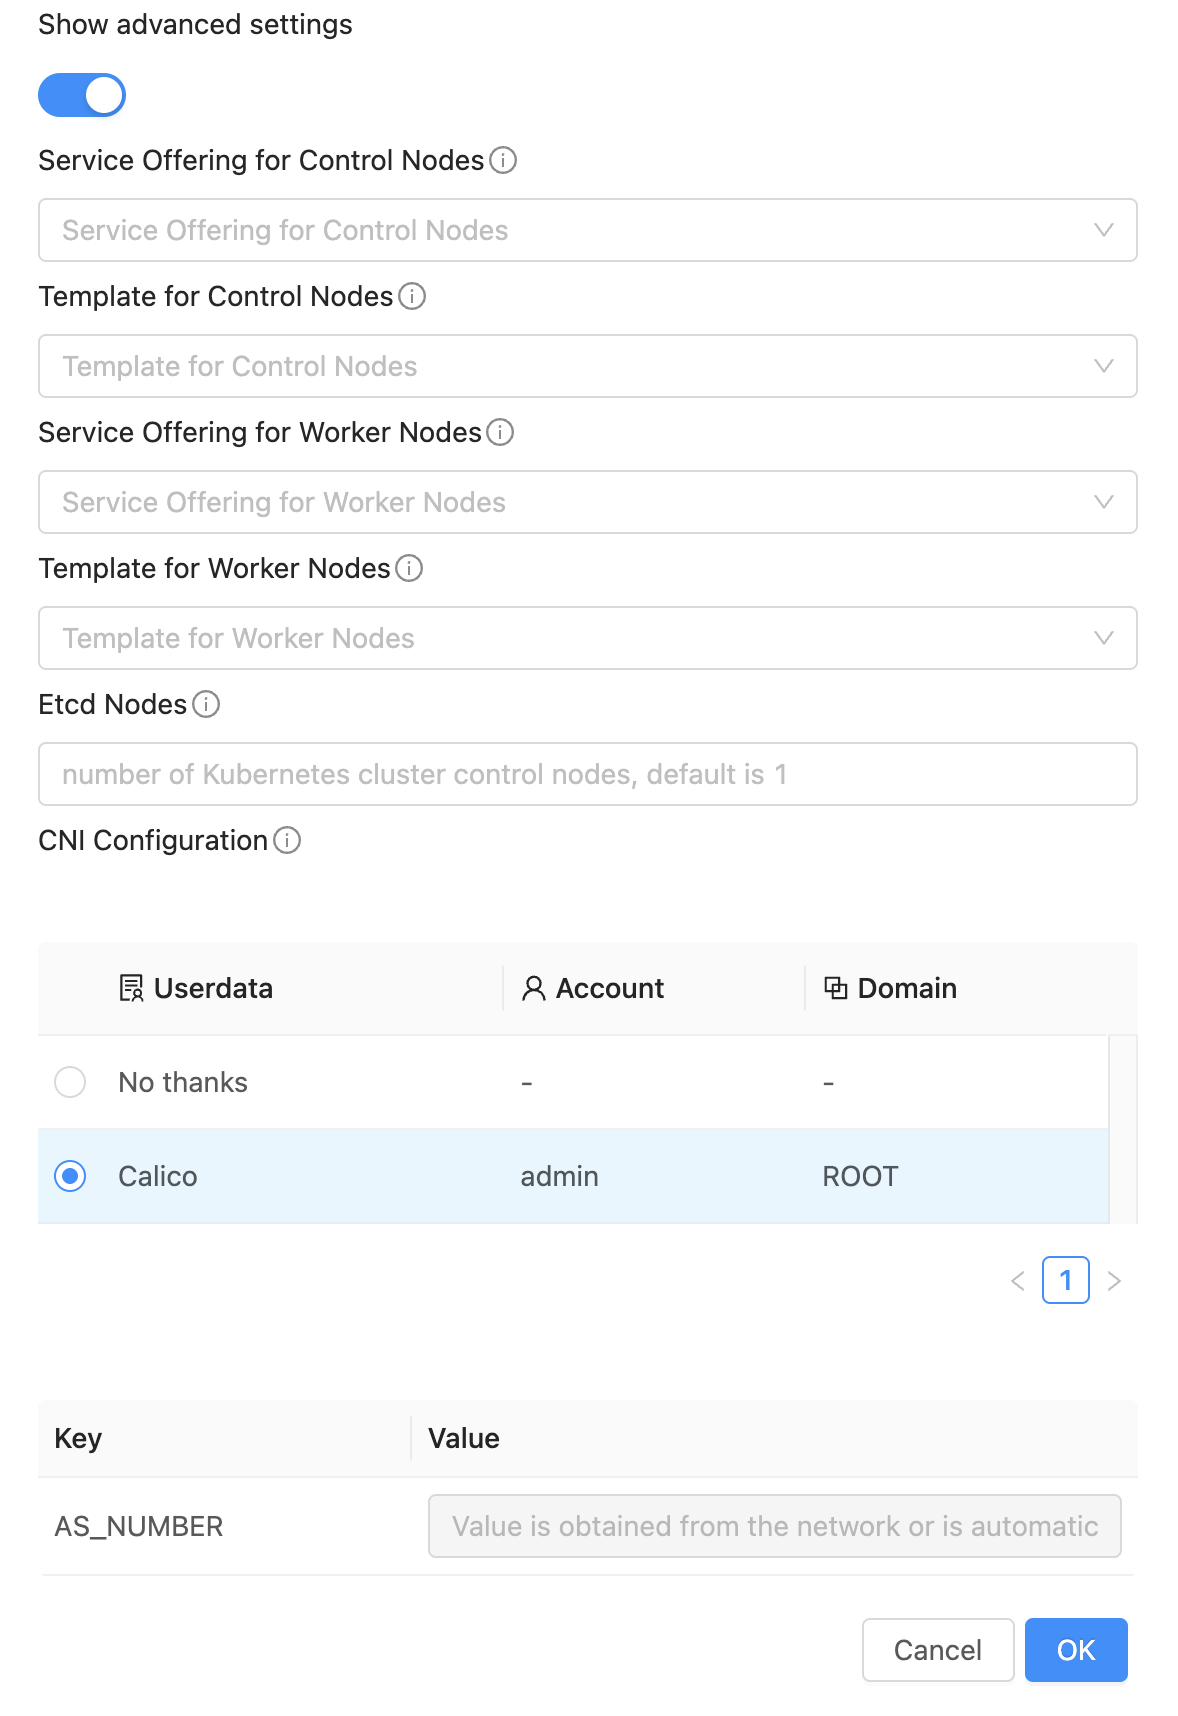 Show advanced settings
Service Offering for Control Nodes
Service Offering for Control Nodes
Template for Control Nodes
Template for Control Nodes
Service Offering for Worker Nodes
Service Offering for Worker Nodes
Template for Worker Nodes
Template for Worker Nodes
Etcd Nodes
number of Kubernetes cluster control nodes, default is 1
CNI Configuration
Userdata Account Domain
No thanks - -
Calico admin ROOT
< 1 >
Key Value
AS_NUMBER Value is obtained from the network or is automatic
Cancel OK